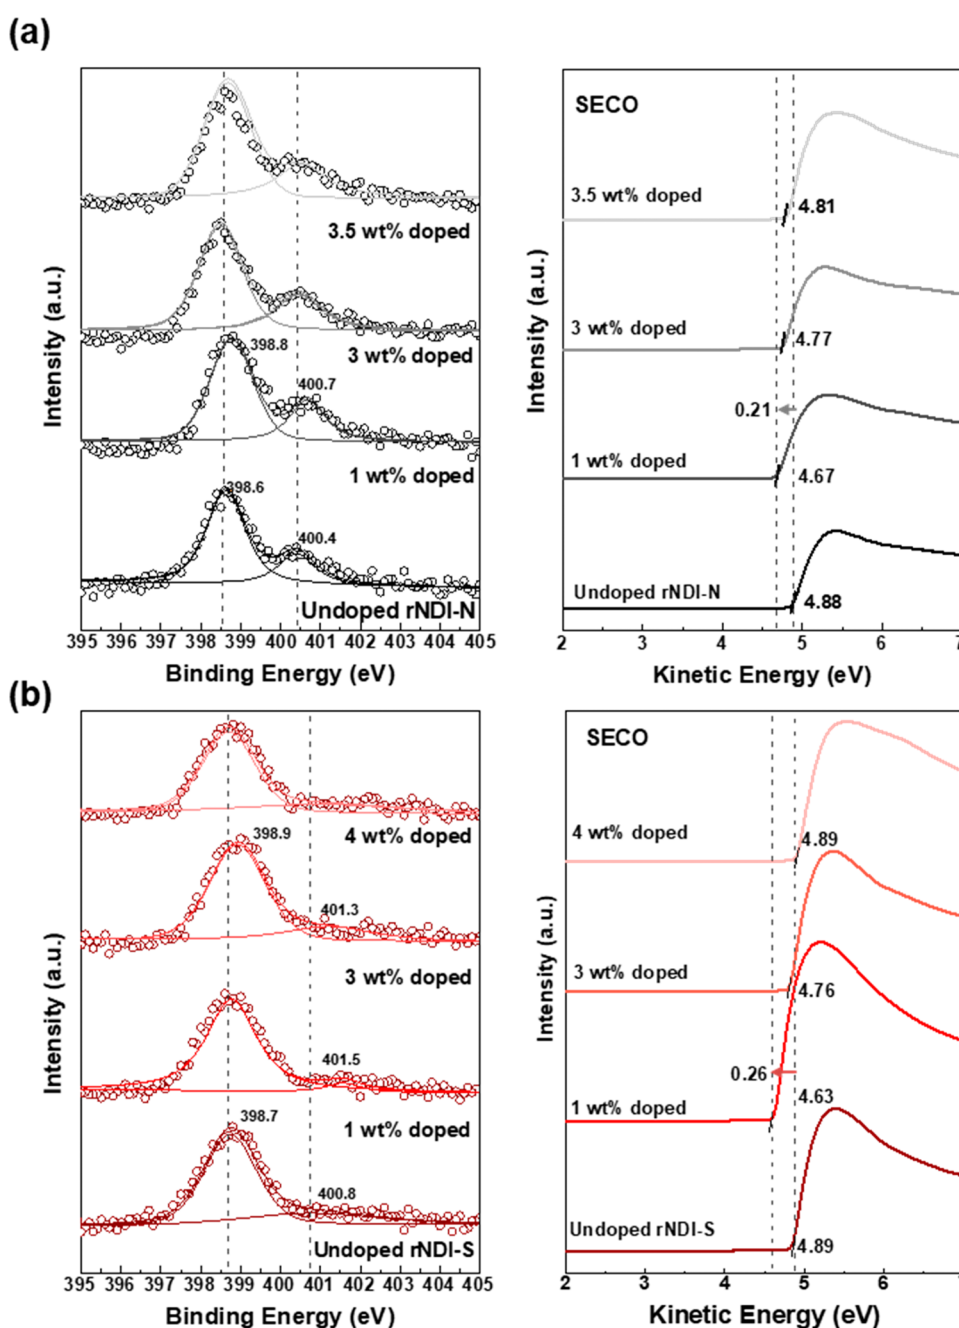 (a)
Intensity (a.u.)
3.5 wt% doped
3 wt% doped
398.8
400.7
1 wt% doped
398.6
400.4
Undoped rNDI-N
395 396 397 398 399 400 401 402 403 404 405
Binding Energy (eV)
SECO
Intensity (a.u.)
3.5 wt% doped
4.81
3 wt% doped
4.77
0.21
1 wt% doped
4.67
Undoped rNDI-N
4.88
2 3 4 5 6 7
Kinetic Energy (eV)
(b)
Intensity (a.u.)
4 wt% doped
398.9
401.3
3 wt% doped
401.5
1 wt% doped
398.7
400.8
Undoped rNDI-S
395 396 397 398 399 400 401 402 403 404 405
Binding Energy (eV)
SECO
Intensity (a.u.)
4 wt% doped
4.89
3 wt% doped
4.76
0.26
4.63
1 wt% doped
Undoped rNDI-S
4.89
2 3 4 5 6 7
Kinetic Energy (eV)